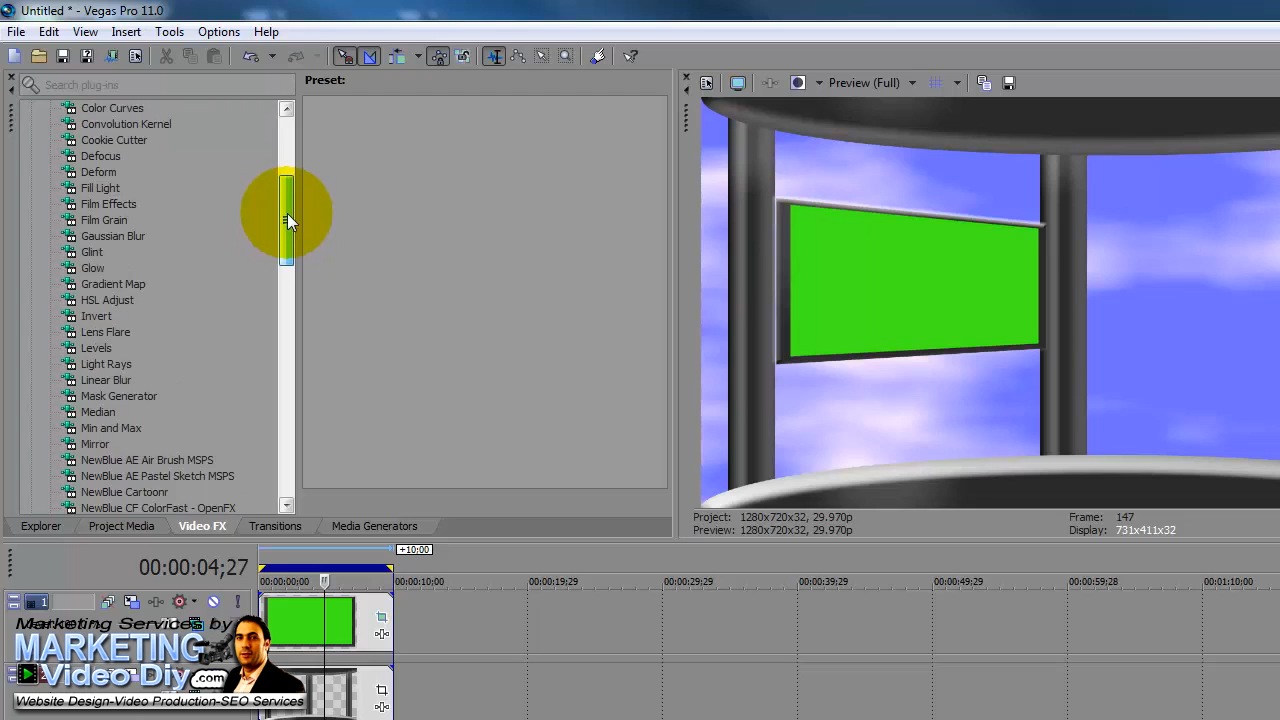 Untitled * - Vegas Pro 11.0
File Edit View Insert Tools Options Help
Search plug-ins
Preset:
Preview (Full)
Color Curves
Convolution Kernel
Cookie Cutter
Defocus
Deform
Fill Light
Film Effects
Film Grain
Gaussian Blur
Glint
Glow
Gradient Map
HSL Adjust
Invert
Lens Flare
Levels
Light Rays
Linear Blur
Mask Generator
Median
Min and Max
Mirror
NewBlue AE Air Brush MSPS
NewBlue AE Pastel Sketch MSPS
NewBlue Cartoonr
NewBlue CF ColorFast - OpenFX
Explorer Project Media Video FX Transitions Media Generators
Project: 1280x720x32, 29.970p
Preview: 1280x720x32, 29.970p
Frame: 147
Display: 731x411x32
00:00:04;27
+10:00
00:00:00;00 00:00:10;00 00:00:19;29 00:00:29;29 00:00:39;29 00:00:49;29 00:00:59;28 00:01:10;00
1
Marketing Services by
MARKETING
Video Diy.com
Website Design-Video Production-SEO Services